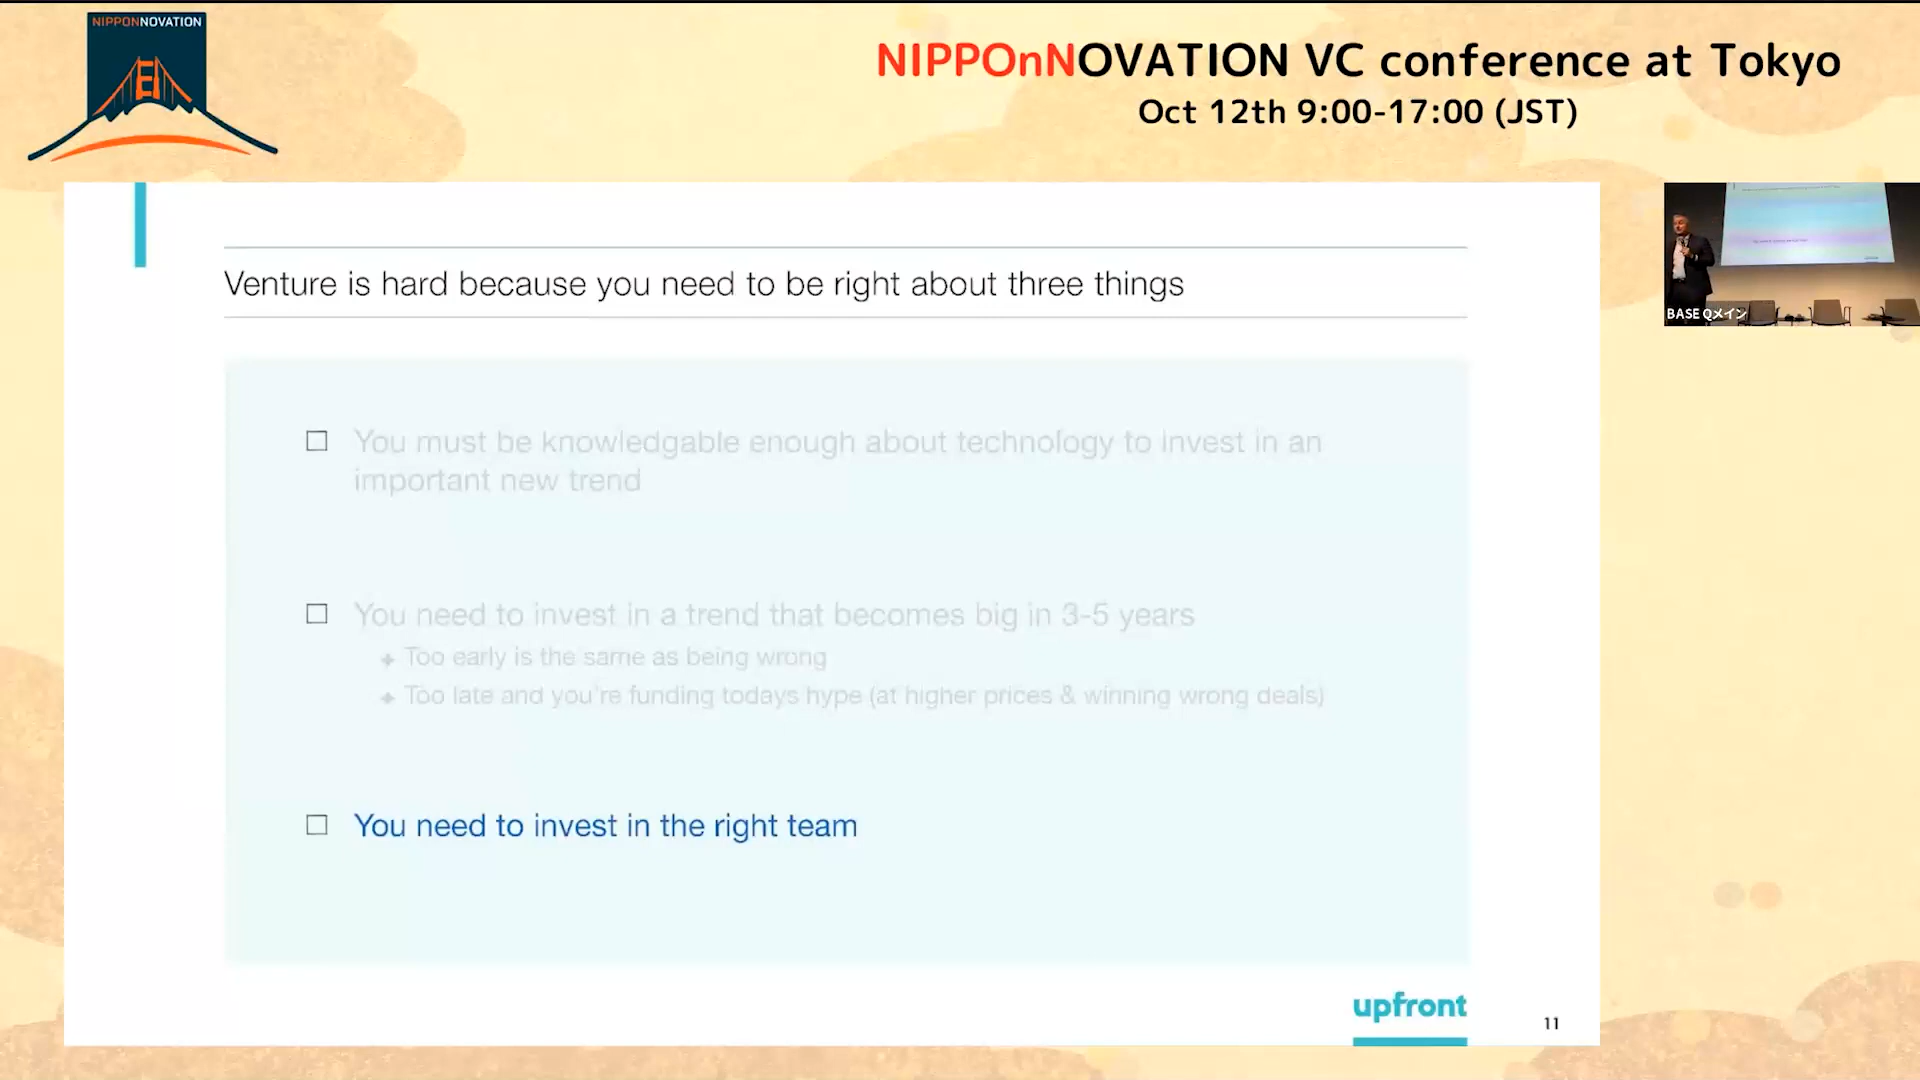 NIPPONNOVATION
NIPPOnNOVATION VC conference at Tokyo
Oct 12th 9:00-17:00 (JST)
Venture is hard because you need to be right about three things
You must be knowledgable enough about technology to invest in an
important new trend
You need to invest in a trend that becomes big in 3-5 years
Too early is the same as being wrong
Too late and you're funding todays hype (at higher prices & winning wrong deals)
You need to invest in the right team
upfront
11
BASE Qメイン